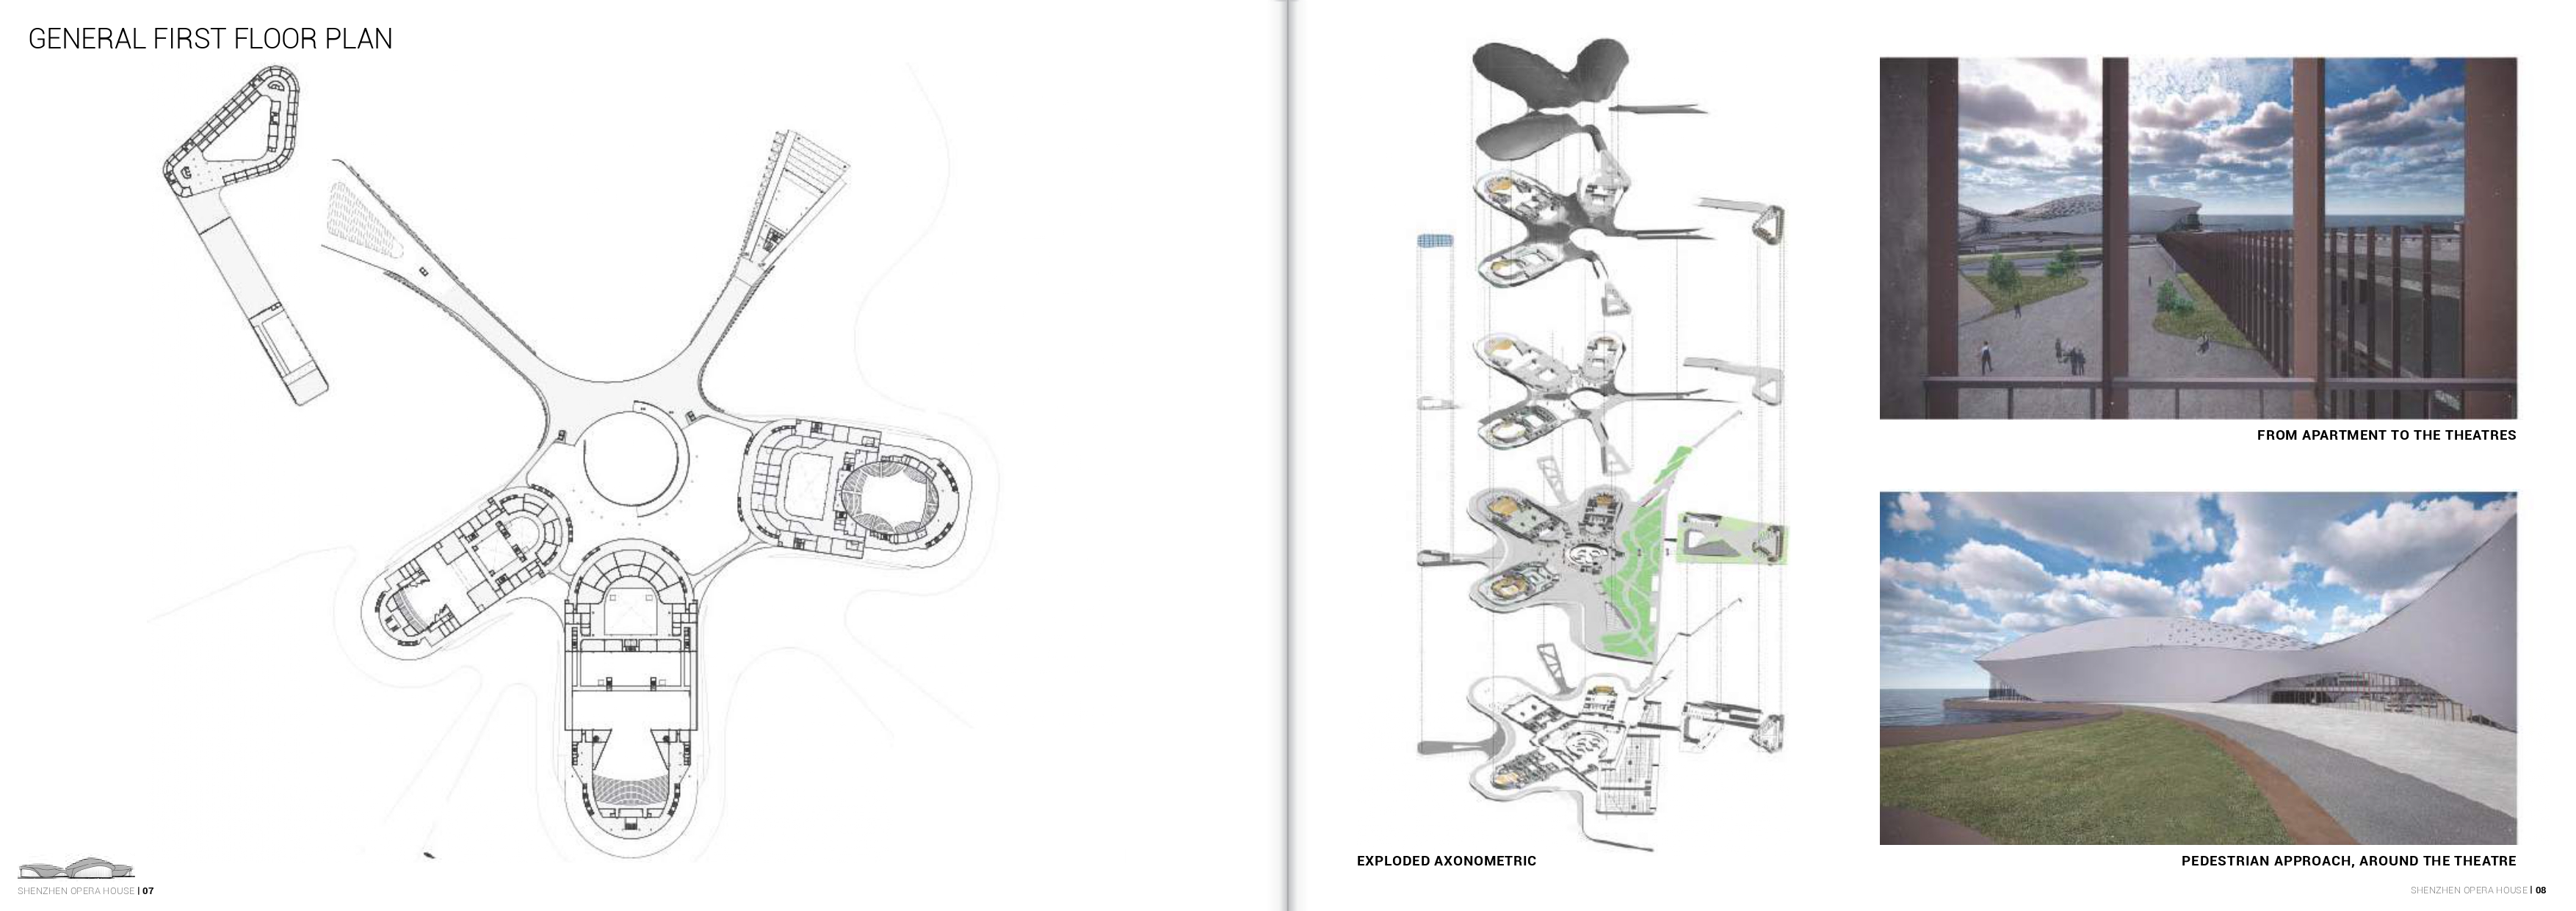 GENERAL FIRST FLOOR PLAN
SHENZHEN OPERA HOUSE | 07
EXPLODED AXONOMETRIC
FROM APARTMENT TO THE THEATRES
PEDESTRIAN APPROACH, AROUND THE THEATRE
SHENZHEN OPERA HOUSE | 08